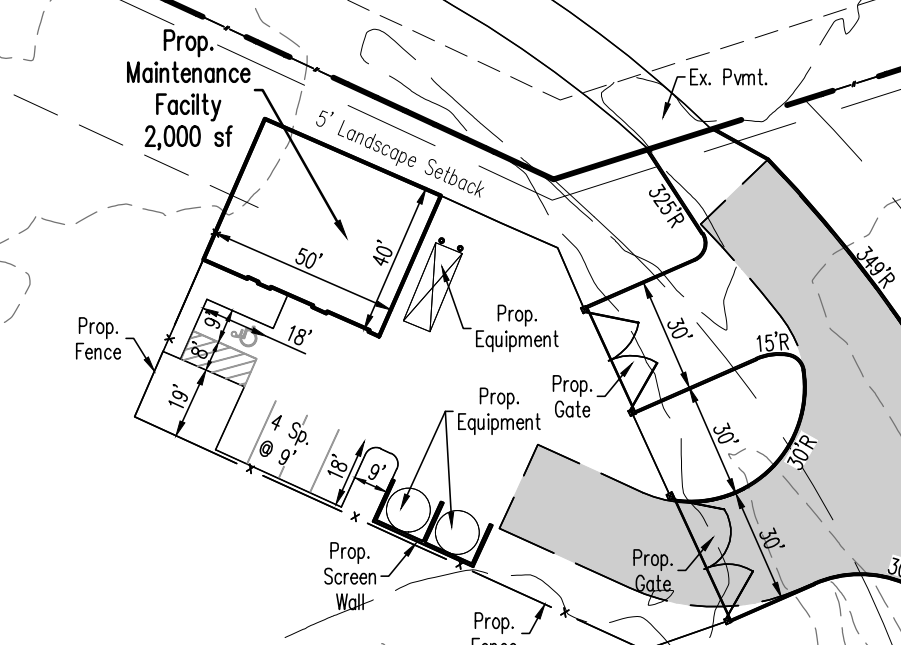 Prop.
Maintenance
Facilty
2,000 sf
Ex. Pvmt.
5' Landscape Setback
325'R
349'R
50'
40'
Prop.
Equipment
Prop.
Fence
9'
18'
8'
19'
30'
15'R
Prop.
Gate
Prop.
Equipment
4 Sp.
@ 9'
18'
9'
30'
30'R
Prop.
Screen
Wall
Prop.
Gate
30'
Prop.
Fence